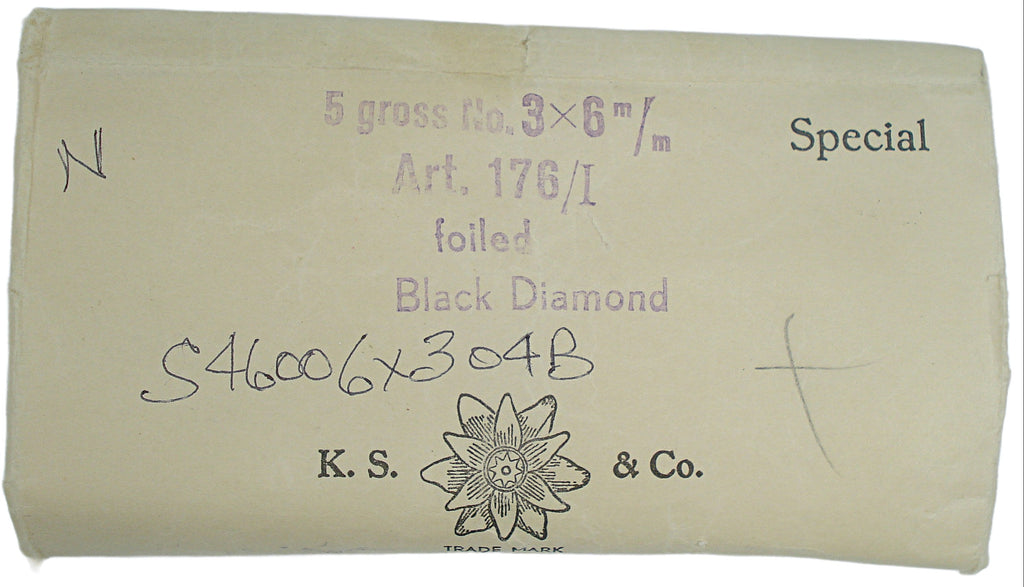 5 gross No. 3×6 m/m
Special
N
Art. 176/I
foiled
Black Diamond
S46006x304B
K. S. & Co.
TRADE MARK